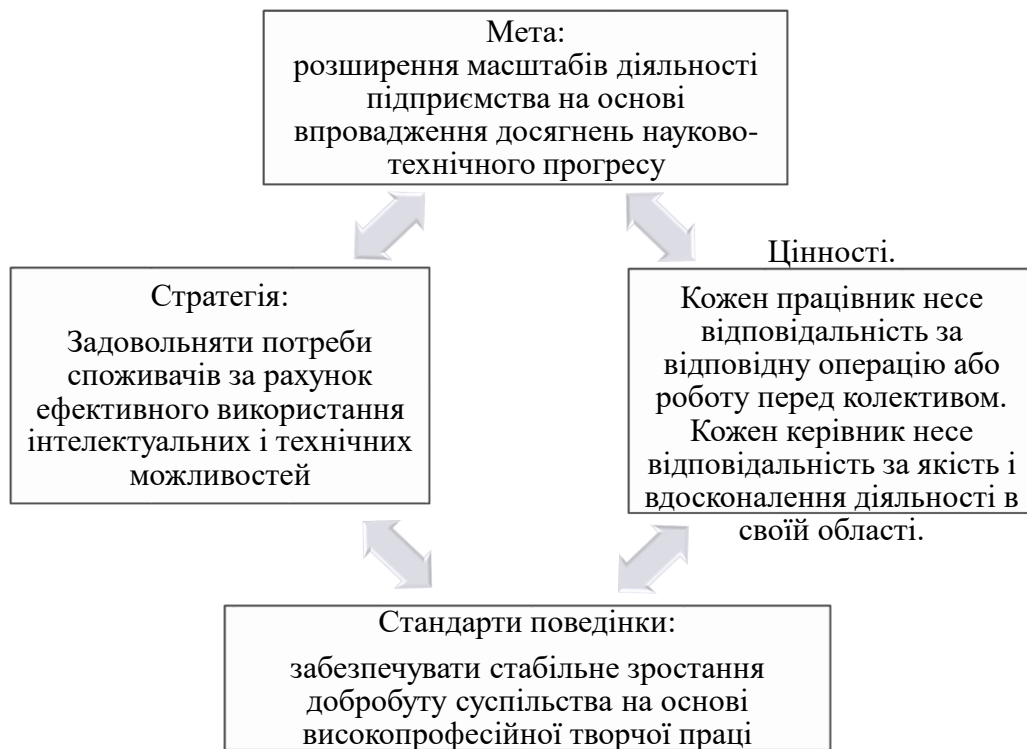 Мета:
розширення масштабів діяльності
підприємства на основі
впровадження досягнень науково-
технічного прогресу
Стратегія:
Задовольняти потреби
споживачів за рахунок
ефективного використання
інтелектуальних і технічних
можливостей
Цінності.
Кожен працівник несе
відповідальність за
відповідну операцію або
роботу перед колективом.
Кожен керівник несе
відповідальність за якість і
вдосконалення діяльності в
своїй області.
Стандарти поведінки:
забезпечувати стабільне зростання
добробуту суспільства на основі
високопрофесійної творчої праці